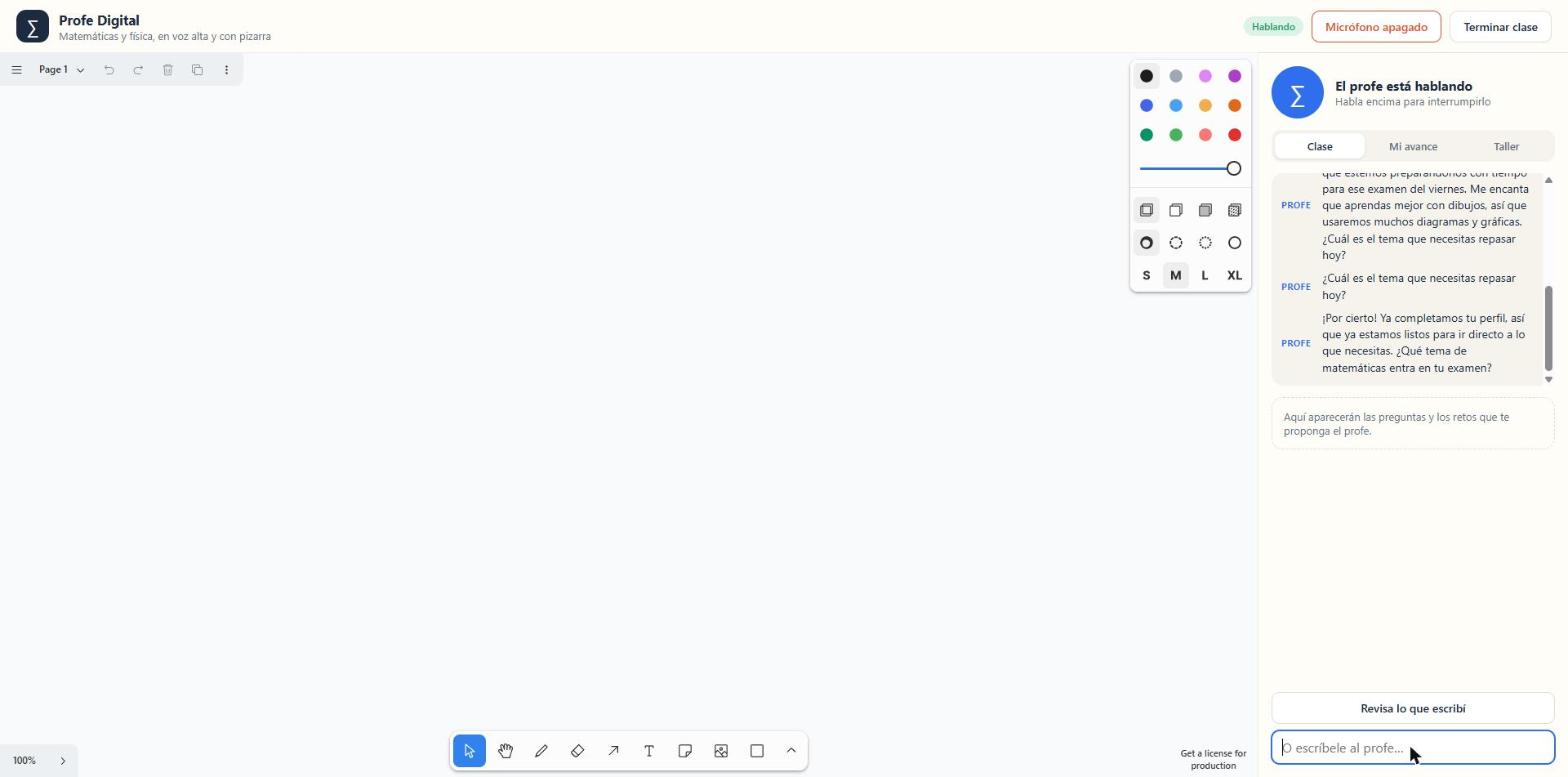 ∑
Profe Digital
Matemáticas y física, en voz alta y con pizarra
Hablando
Micrófono apagado
Terminar clase
Page 1
∑
El profe está hablando
Habla encima para interrumpirlo
Clase
Mi avance
Taller
que estemos preparándonos con tiempo
para ese examen del viernes. Me encanta
PROFE
que aprendas mejor con dibujos, así que
usaremos muchos diagramas y gráficas.
¿Cuál es el tema que necesitas repasar
hoy?
PROFE
¿Cuál es el tema que necesitas repasar
hoy?
PROFE
¡Por cierto! Ya completamos tu perfil, así
que ya estamos listos para ir directo a lo
que necesitas. ¿Qué tema de
matemáticas entra en tu examen?
S
M
L
XL
Aquí aparecerán las preguntas y los retos que te
proponga el profe.
Revisa lo que escribí
O escríbele al profe...
100%
T
Get a license for
production